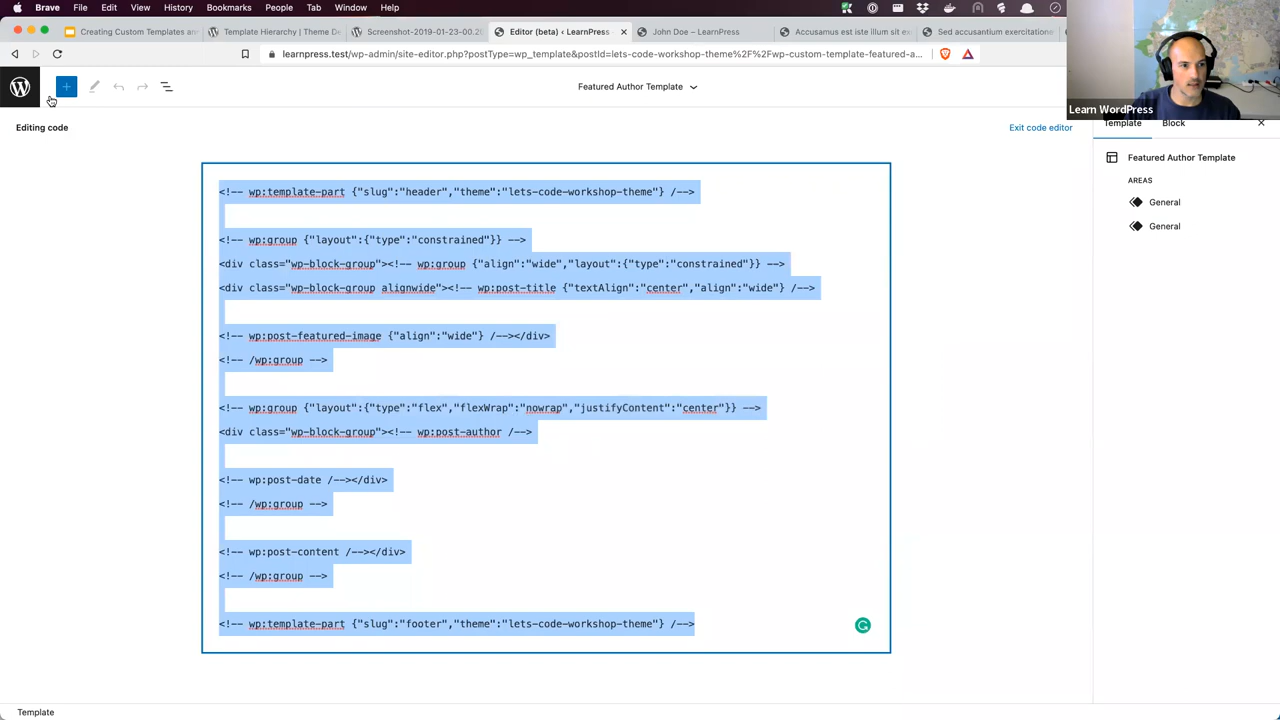 Brave File Edit View History Bookmarks People Tab Window Help
Creating Custom Templates an
Template Hierarchy | Theme De
Screenshot-2019-01-23-00.2
Editor (beta) ‹ LearnPress
John Doe – LearnPress
Accusamus est iste illum sit ex
Sed accusantium exercitatione
learnpress.test/wp-admin/site-editor.php?postType=wp_template&postId=lets-code-workshop-theme%2F%2Fwp-custom-template-featured-a...
Featured Author Template
Learn WordPress
Editing code
Exit code editor
Template Block
<!-- wp:template-part {"slug":"header","theme":"lets-code-workshop-theme"} /-->
<!-- wp:group {"layout":{"type":"constrained"}} -->
<div class="wp-block-group"><!-- wp:group {"align":"wide","layout":{"type":"constrained"}} -->
<div class="wp-block-group alignwide"><!-- wp:post-title {"textAlign":"center","align":"wide"} /-->
<!-- wp:post-featured-image {"align":"wide"} /--></div>
<!-- /wp:group -->
<!-- wp:group {"layout":{"type":"flex","flexWrap":"nowrap","justifyContent":"center"}} -->
<div class="wp-block-group"><!-- wp:post-author /-->
<!-- wp:post-date /--></div>
<!-- /wp:group -->
<!-- wp:post-content /--></div>
<!-- /wp:group -->
<!-- wp:template-part {"slug":"footer","theme":"lets-code-workshop-theme"} /-->
Featured Author Template
AREAS
General
General
Template